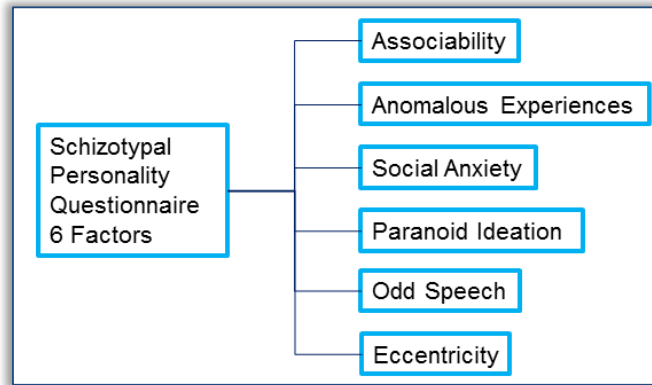 Associability
Anomalous Experiences
Schizotypal
Personality
Questionnaire
6 Factors
Social Anxiety
Paranoid Ideation
Odd Speech
Eccentricity